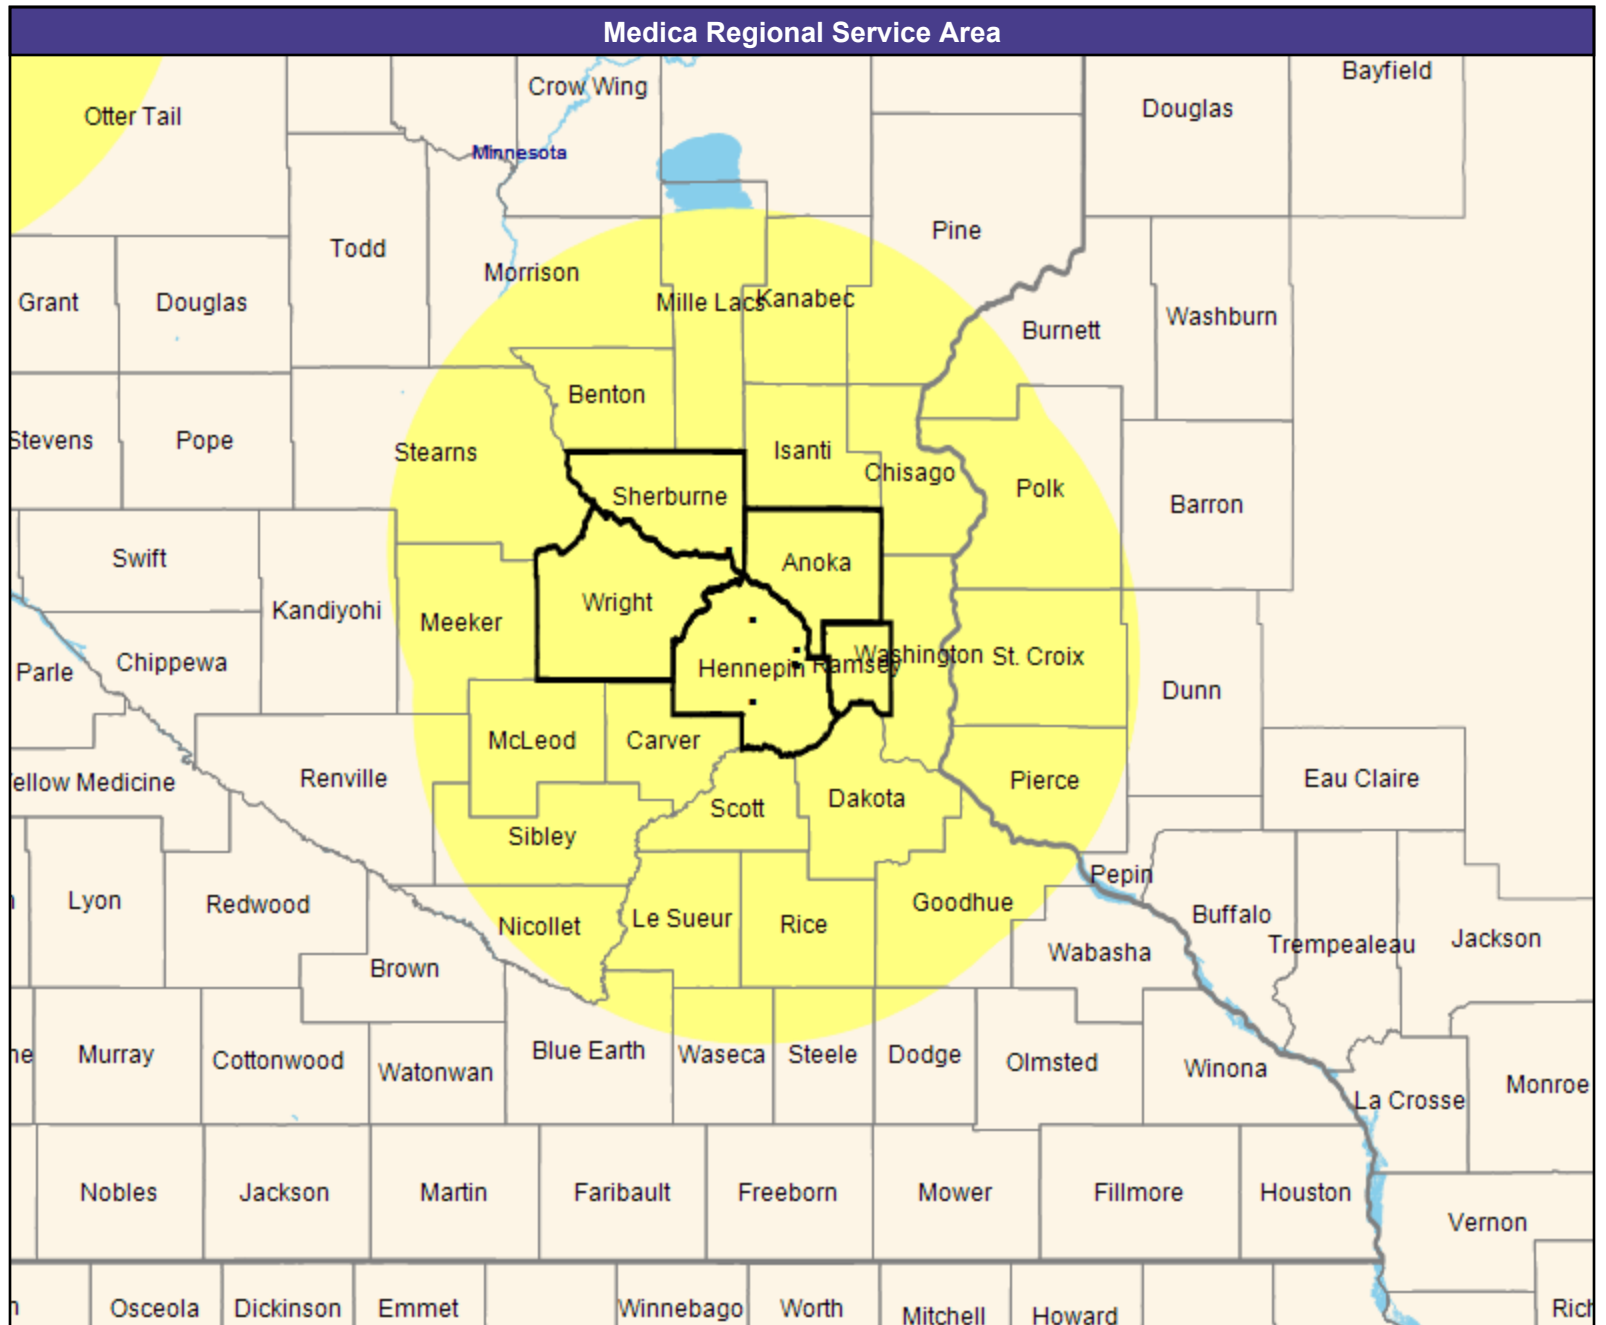 Medica Regional Service Area
Bayfield
Crow Wing
Douglas
Otter Tail
Minnesota
Pine
Todd
Morrison
Grant
Douglas
Mille Lacs
Kanabec
Washburn
Burnett
Benton
Stevens
Pope
Stearns
Isanti
Chisago
Polk
Sherburne
Barron
Swift
Anoka
Wright
Kandiyohi
Meeker
Washington
St. Croix
Chippewa
Parle
Hennepin
Ramsey
Dunn
McLeod
Carver
Renville
Eau Claire
ellow Medicine
Pierce
Dakota
Scott
Sibley
Pepin
Lyon
Redwood
Goodhue
Buffalo
Le Sueur
Rice
Nicollet
Trempealeau
Jackson
Wabasha
Brown
ne
Murray
Cottonwood
Blue Earth
Waseca
Steele
Dodge
Olmsted
Winona
Watonwan
Monroe
La Crosse
Nobles
Jackson
Martin
Faribault
Freeborn
Mower
Fillmore
Houston
Vernon
n
Osceola
Dickinson
Emmet
Winnebago
Worth
Mitchell
Howard
Rich